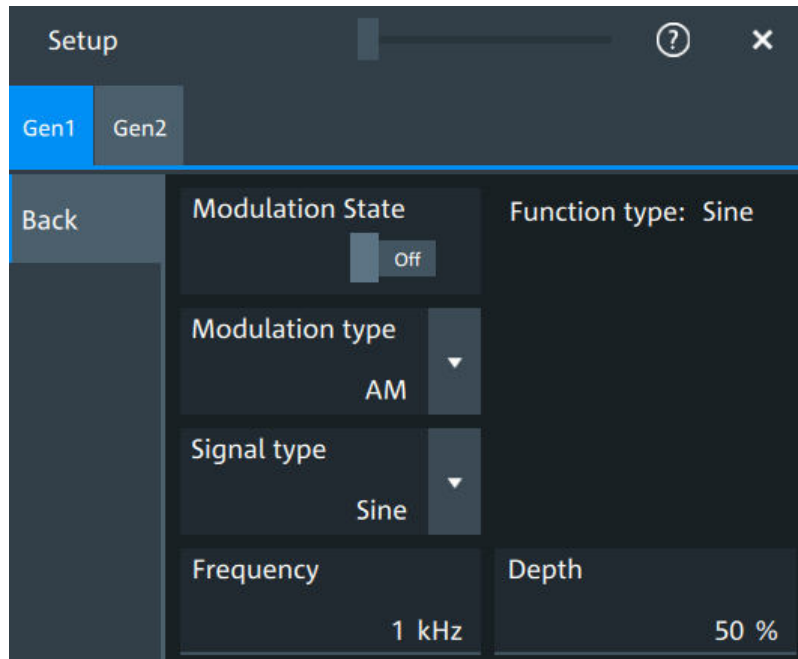 Setup
?
×
Gen1 Gen2
Back
Modulation State
Off
Function type: Sine
Modulation type
AM
Signal type
Sine
Frequency
1 kHz
Depth
50 %